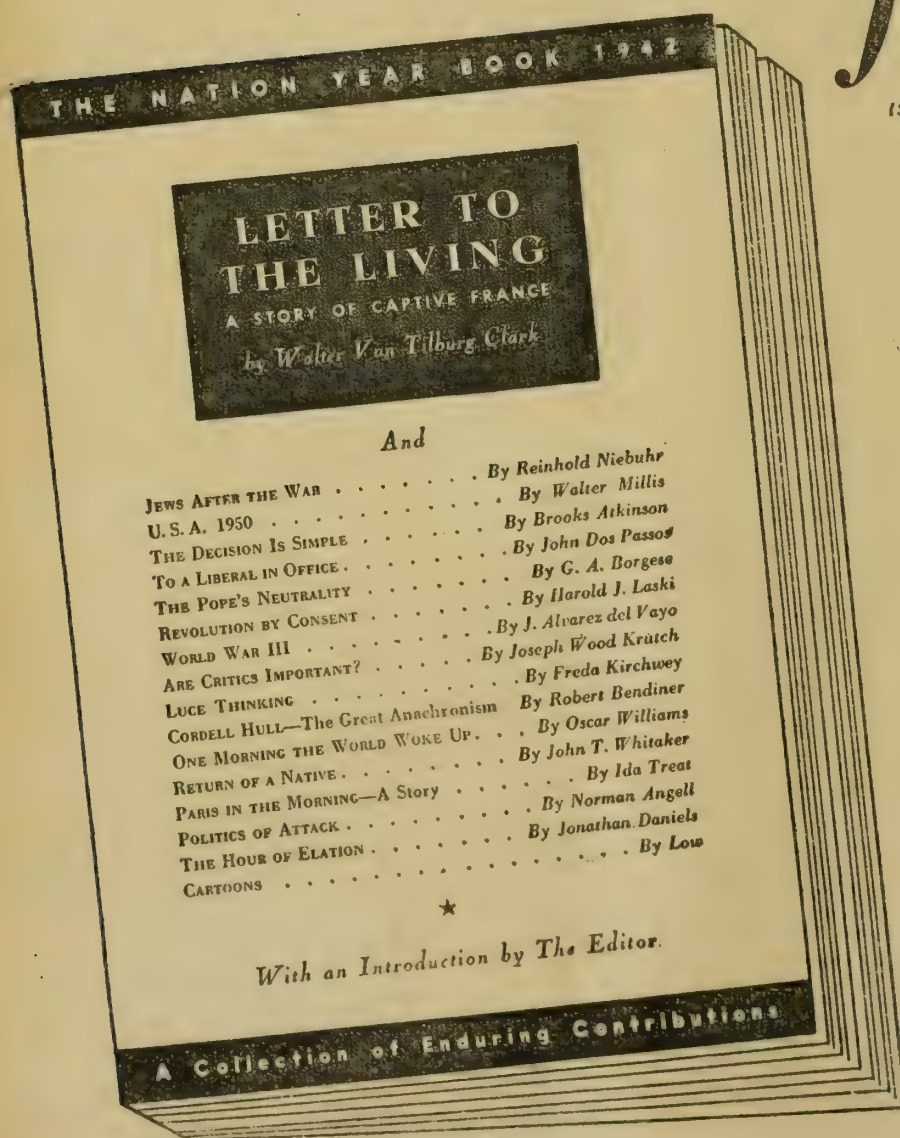 THE NATION YEAR BOOK 1942
LETTER TO
THE LIVING
A STORY OF CAPTIVE FRANCE
by Walter Van Tilburg Clark
And
JEWS AFTER THE WAR . . . . . . . By Reinhold Niebuhr
U. S. A. 1950 . . . . . . . . . . By Walter Millis
THE DECISION IS SIMPLE . . . . . . By Brooks Atkinson
TO A LIBERAL IN OFFICE . . . . . . By John Dos Passos
THE POPE'S NEUTRALITY . . . . . . By G. A. Borgese
REVOLUTION BY CONSENT . . . . . . By Harold J. Laski
WORLD WAR III . . . . . . . . By J. Alvarez del Vayo
ARE CRITICS IMPORTANT? . . . . . By Joseph Wood Krutch
LUCE THINKING . . . . . . . . . By Freda Kirchwey
CORDELL HULL—The Great Anachronism By Robert Bendiner
ONE MORNING THE WORLD WOKE UP . . . By Oscar Williams
RETURN OF A NATIVE . . . . . . . By John T. Whitaker
PARIS IN THE MORNING—A Story . . . . . . By Ida Treat
POLITICS OF ATTACK . . . . . . . . By Norman Angell
THE HOUR OF ELATION . . . . . . By Jonathan Daniels
CARTOONS . . . . . . . . . . . . . . By Low
★
With an Introduction by The Editor.
A Collection of Enduring Contributions